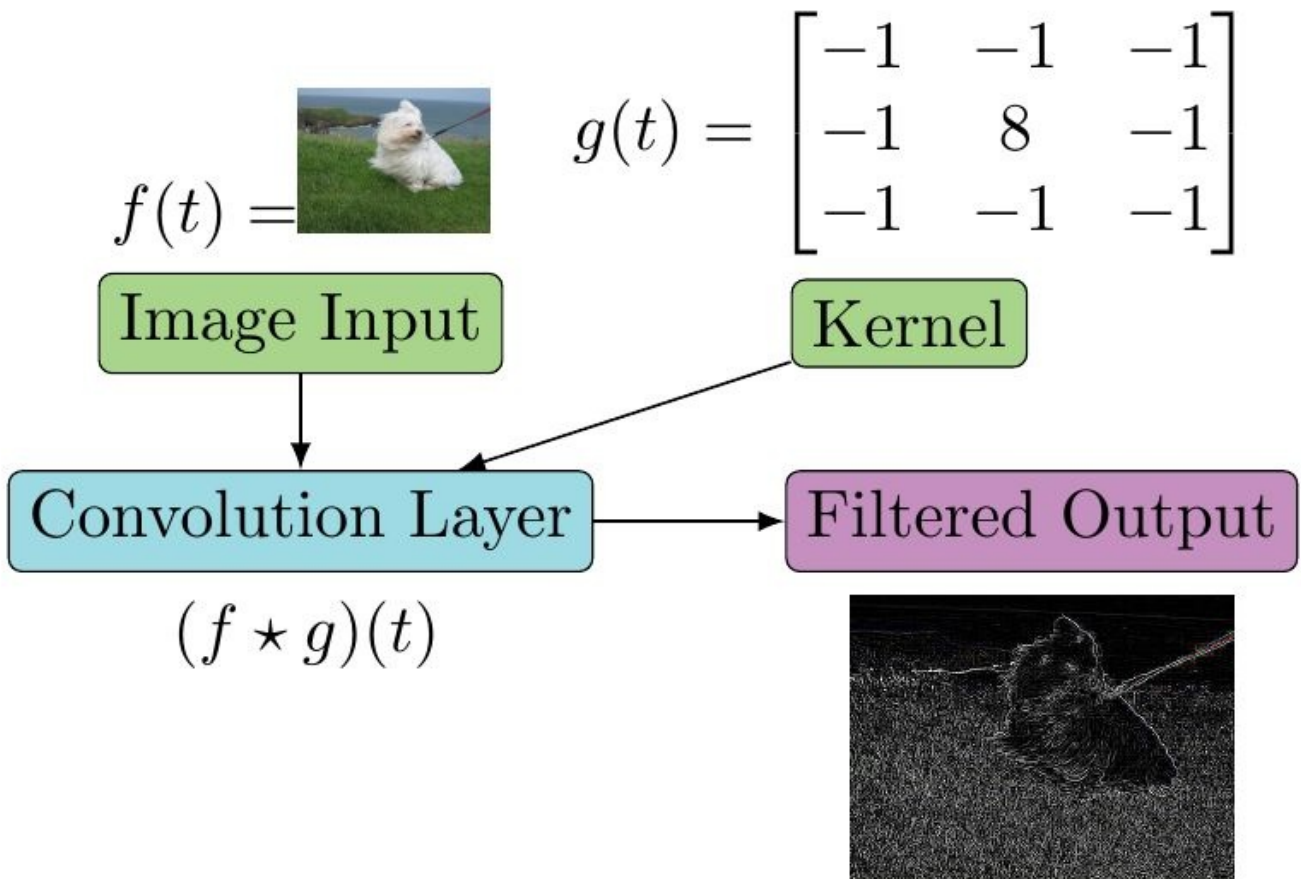 f(t) =
g(t) =
−1 −1 −1
−1 8 −1
−1 −1 −1
Image Input
Kernel
Convolution Layer
Filtered Output
(f ⋆ g)(t)